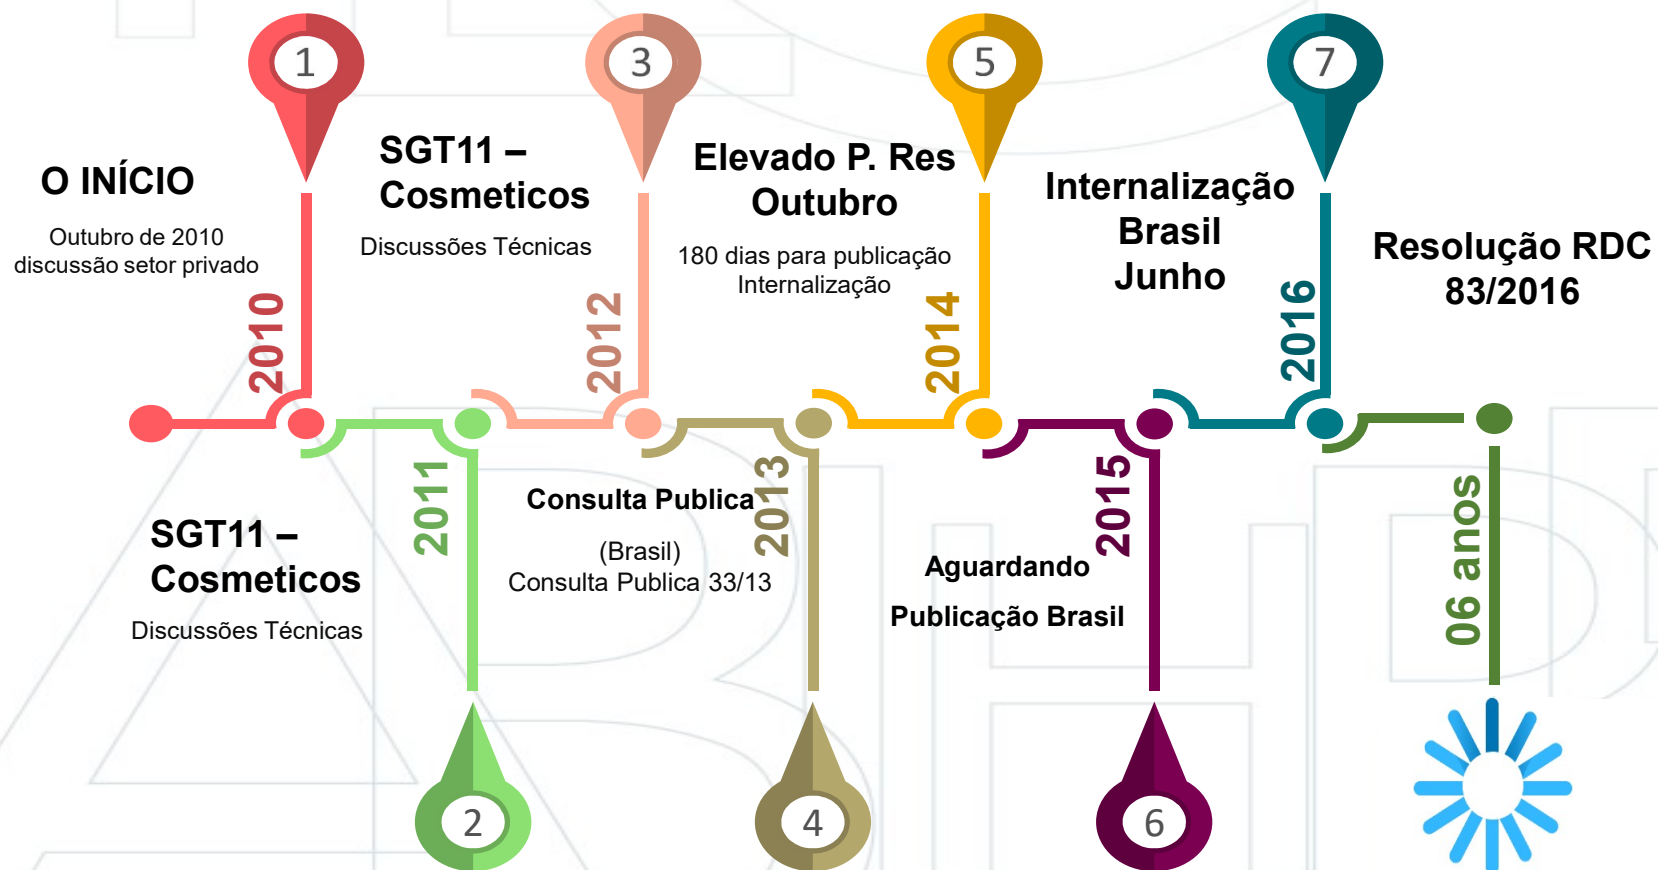 1
O INÍCIO
Outubro de 2010
discussão setor privado
2010
SGT11 –
Cosmeticos
Discussões Técnicas
2011
2
3
SGT11 –
Cosmeticos
Discussões Técnicas
2012
Consulta Publica
(Brasil)
Consulta Publica 33/13
2013
4
5
Elevado P. Res
Outubro
180 dias para publicação
Internalização
2014
Aguardando
Publicação Brasil
2015
6
7
Internalização
Brasil
Junho
2016
Resolução RDC
83/2016
06 anos
ABIHPE